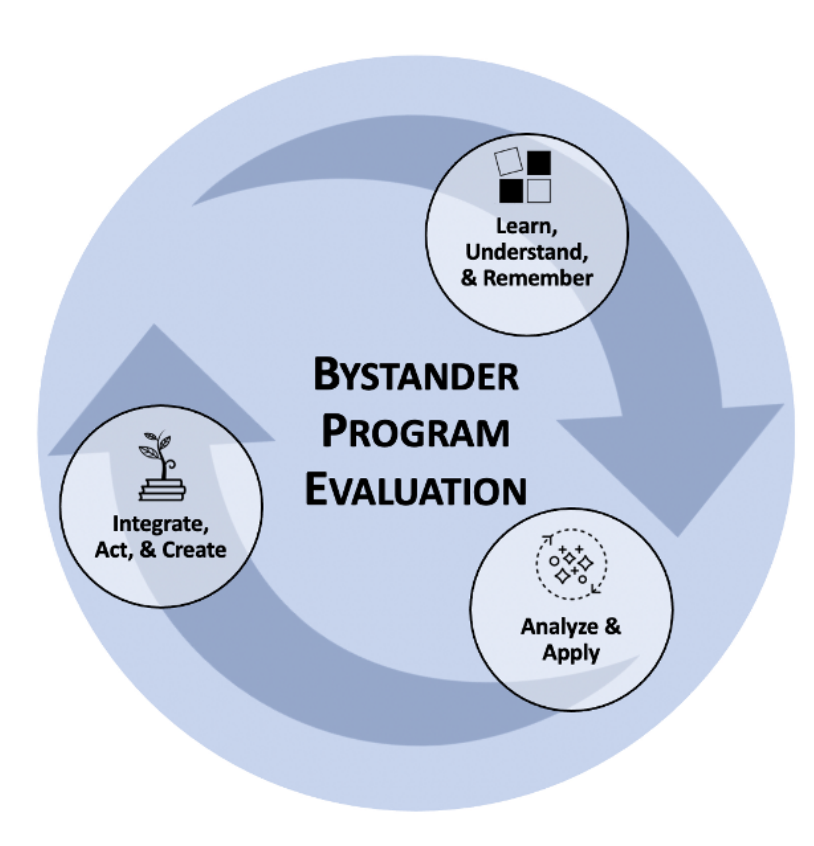 Learn,
Understand,
& Remember
BYSTANDER
PROGRAM
EVALUATION
Integrate,
Act, & Create
Analyze &
Apply